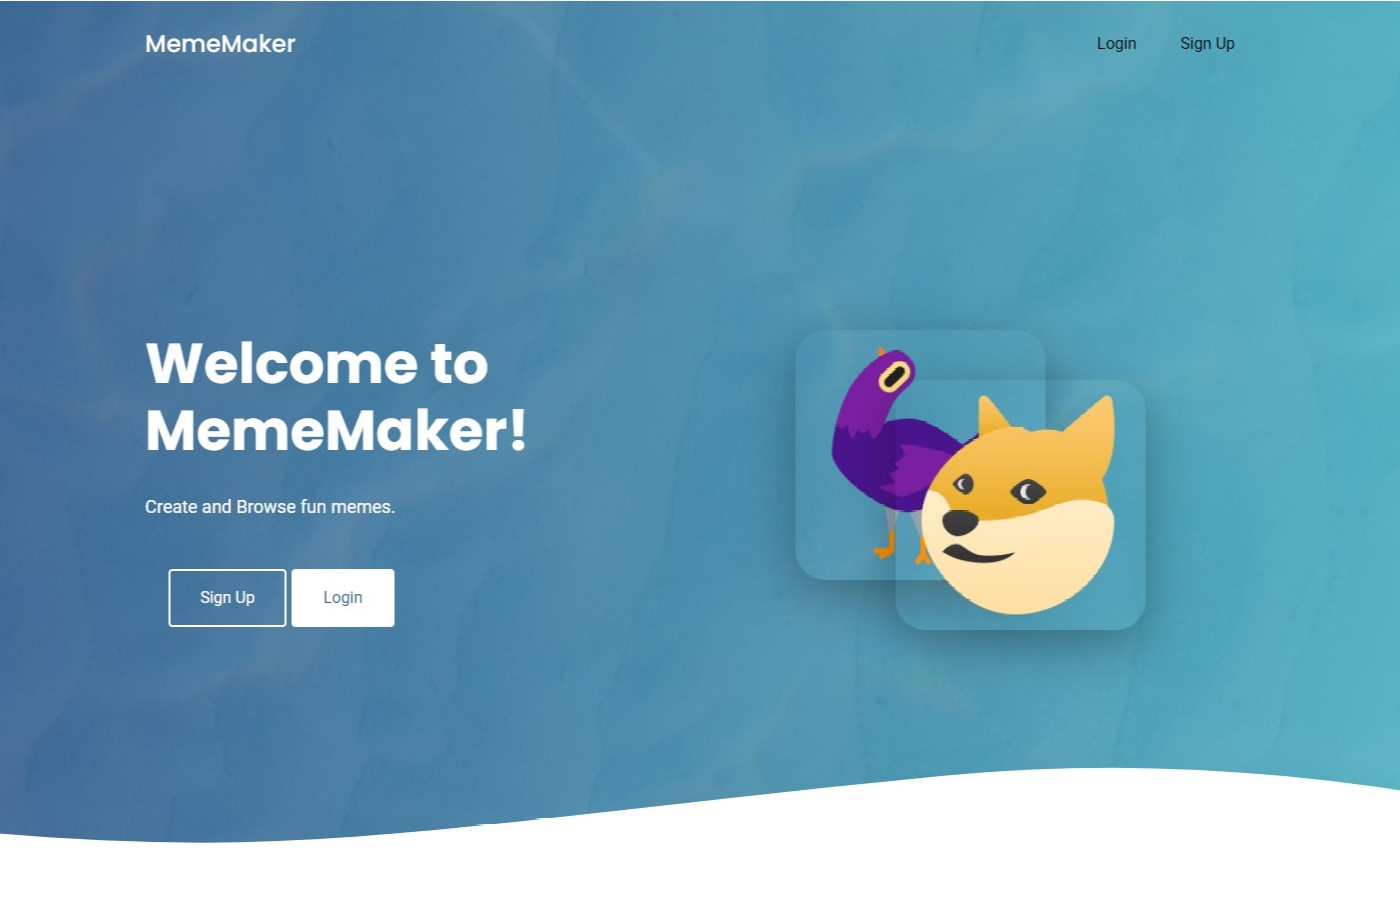 MemeMaker
Login
Sign Up
Welcome to
MemeMaker!
Create and Browse fun memes.
Sign Up
Login